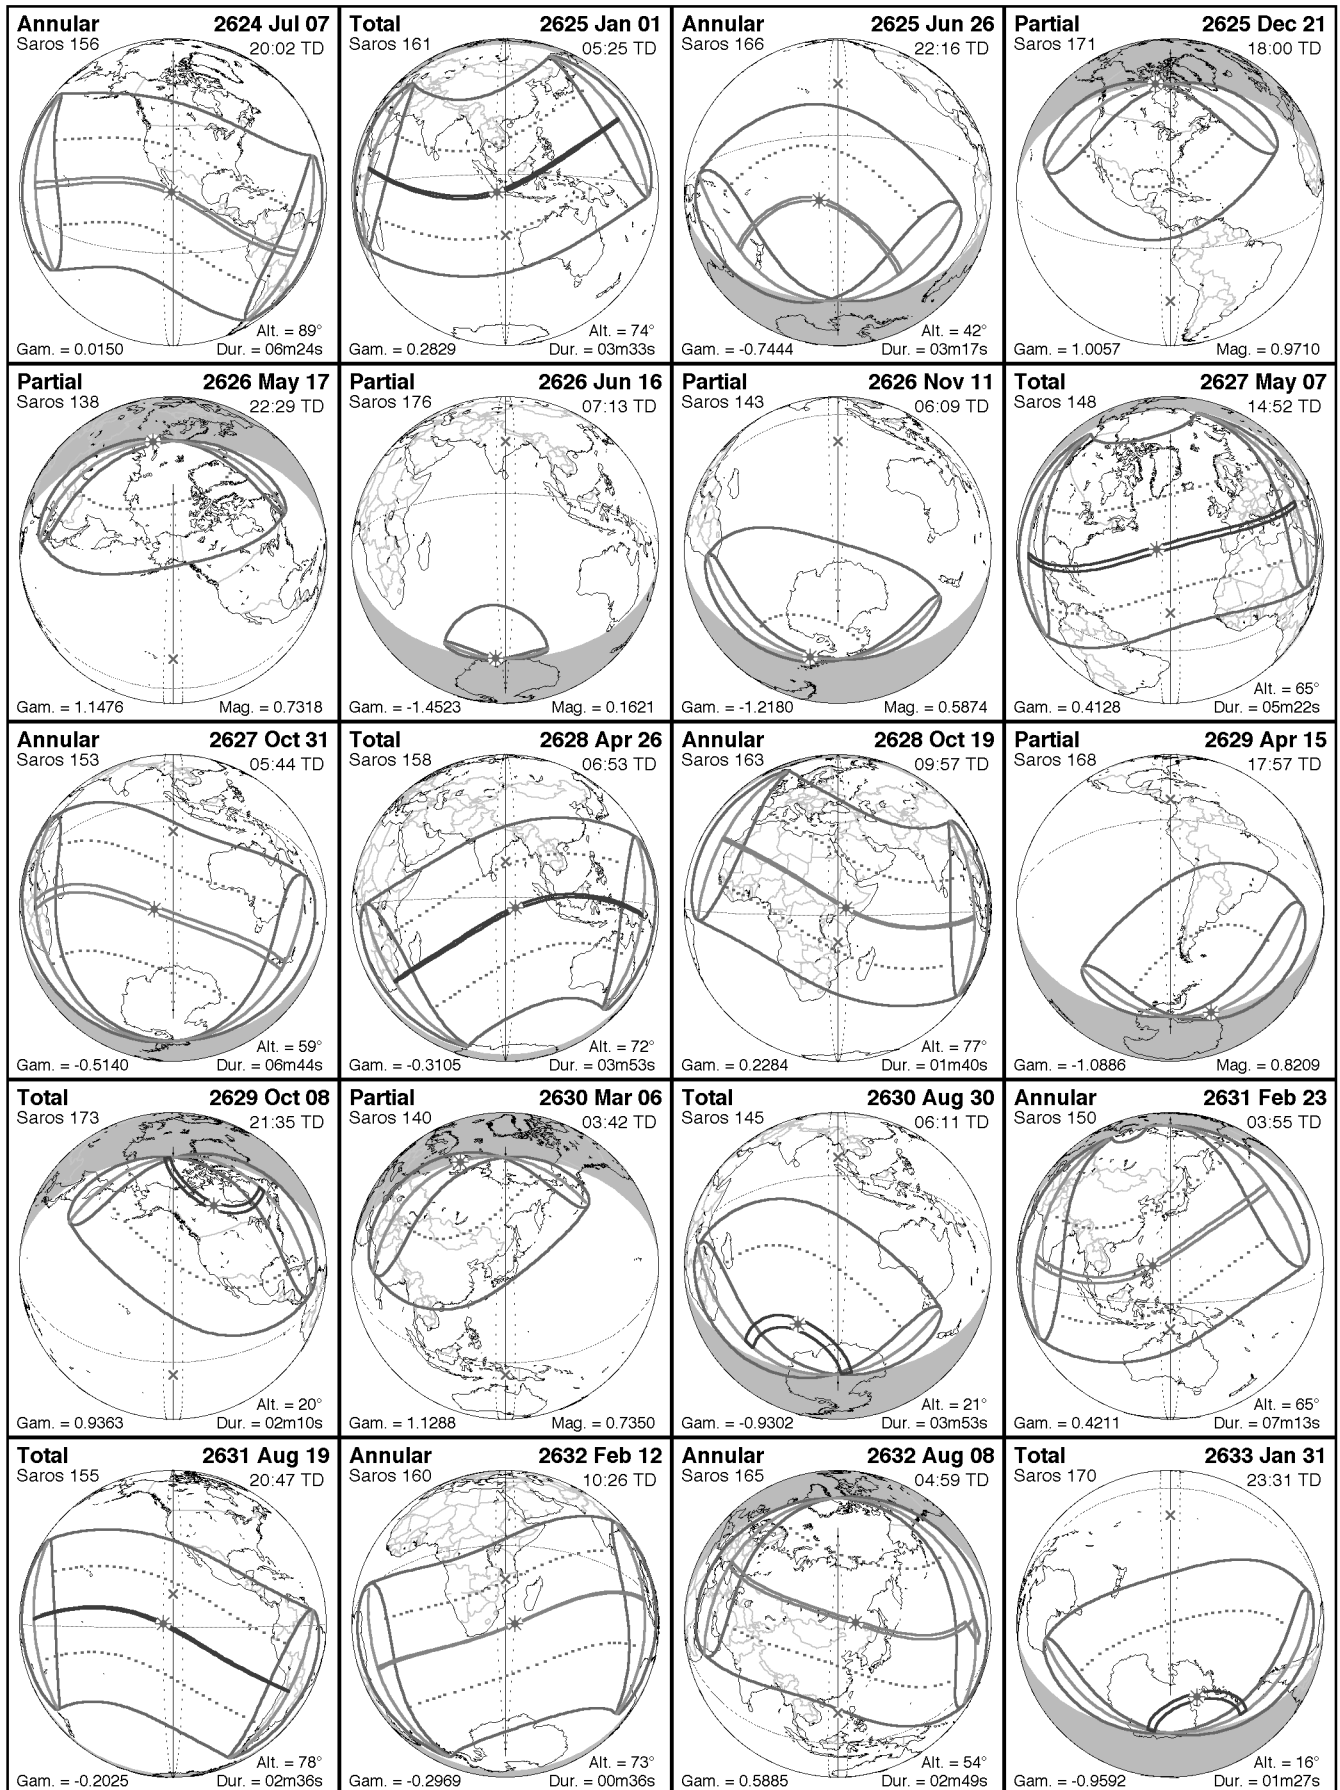 Annular 2624 Jul 07
Saros 156 20:02 TD
Alt. = 89°
Gam. = 0.0150 Dur. = 06m24s
Total 2625 Jan 01
Saros 161 05:25 TD
Alt. = 74°
Gam. = 0.2829 Dur. = 03m33s
Annular 2625 Jun 26
Saros 166 22:16 TD
Alt. = 42°
Gam. = -0.7444 Dur. = 03m17s
Partial 2625 Dec 21
Saros 171 18:00 TD
Gam. = 1.0057 Mag. = 0.9710
Partial 2626 May 17
Saros 138 22:29 TD
Gam. = 1.1476 Mag. = 0.7318
Partial 2626 Jun 16
Saros 176 07:13 TD
Gam. = -1.4523 Mag. = 0.1621
Partial 2626 Nov 11
Saros 143 06:09 TD
Gam. = -1.2180 Mag. = 0.5874
Total 2627 May 07
Saros 148 14:52 TD
Alt. = 65°
Gam. = 0.4128 Dur. = 05m22s
Annular 2627 Oct 31
Saros 153 05:44 TD
Alt. = 59°
Gam. = -0.5140 Dur. = 06m44s
Total 2628 Apr 26
Saros 158 06:53 TD
Alt. = 72°
Gam. = -0.3105 Dur. = 03m53s
Annular 2628 Oct 19
Saros 163 09:57 TD
Alt. = 77°
Gam. = 0.2284 Dur. = 01m40s
Partial 2629 Apr 15
Saros 168 17:57 TD
Gam. = -1.0886 Mag. = 0.8209
Total 2629 Oct 08
Saros 173 21:35 TD
Alt. = 20°
Gam. = 0.9363 Dur. = 02m10s
Partial 2630 Mar 06
Saros 140 03:42 TD
Gam. = 1.1288 Mag. = 0.7350
Total 2630 Aug 30
Saros 145 06:11 TD
Alt. = 21°
Gam. = -0.9302 Dur. = 03m53s
Annular 2631 Feb 23
Saros 150 03:55 TD
Alt. = 65°
Gam. = 0.4211 Dur. = 07m13s
Total 2631 Aug 19
Saros 155 20:47 TD
Alt. = 78°
Gam. = -0.2025 Dur. = 02m36s
Annular 2632 Feb 12
Saros 160 10:26 TD
Alt. = 73°
Gam. = -0.2969 Dur. = 00m36s
Annular 2632 Aug 08
Saros 165 04:59 TD
Alt. = 54°
Gam. = 0.5885 Dur. = 02m49s
Total 2633 Jan 31
Saros 170 23:31 TD
Alt. = 16°
Gam. = -0.9592 Dur. = 01m27s